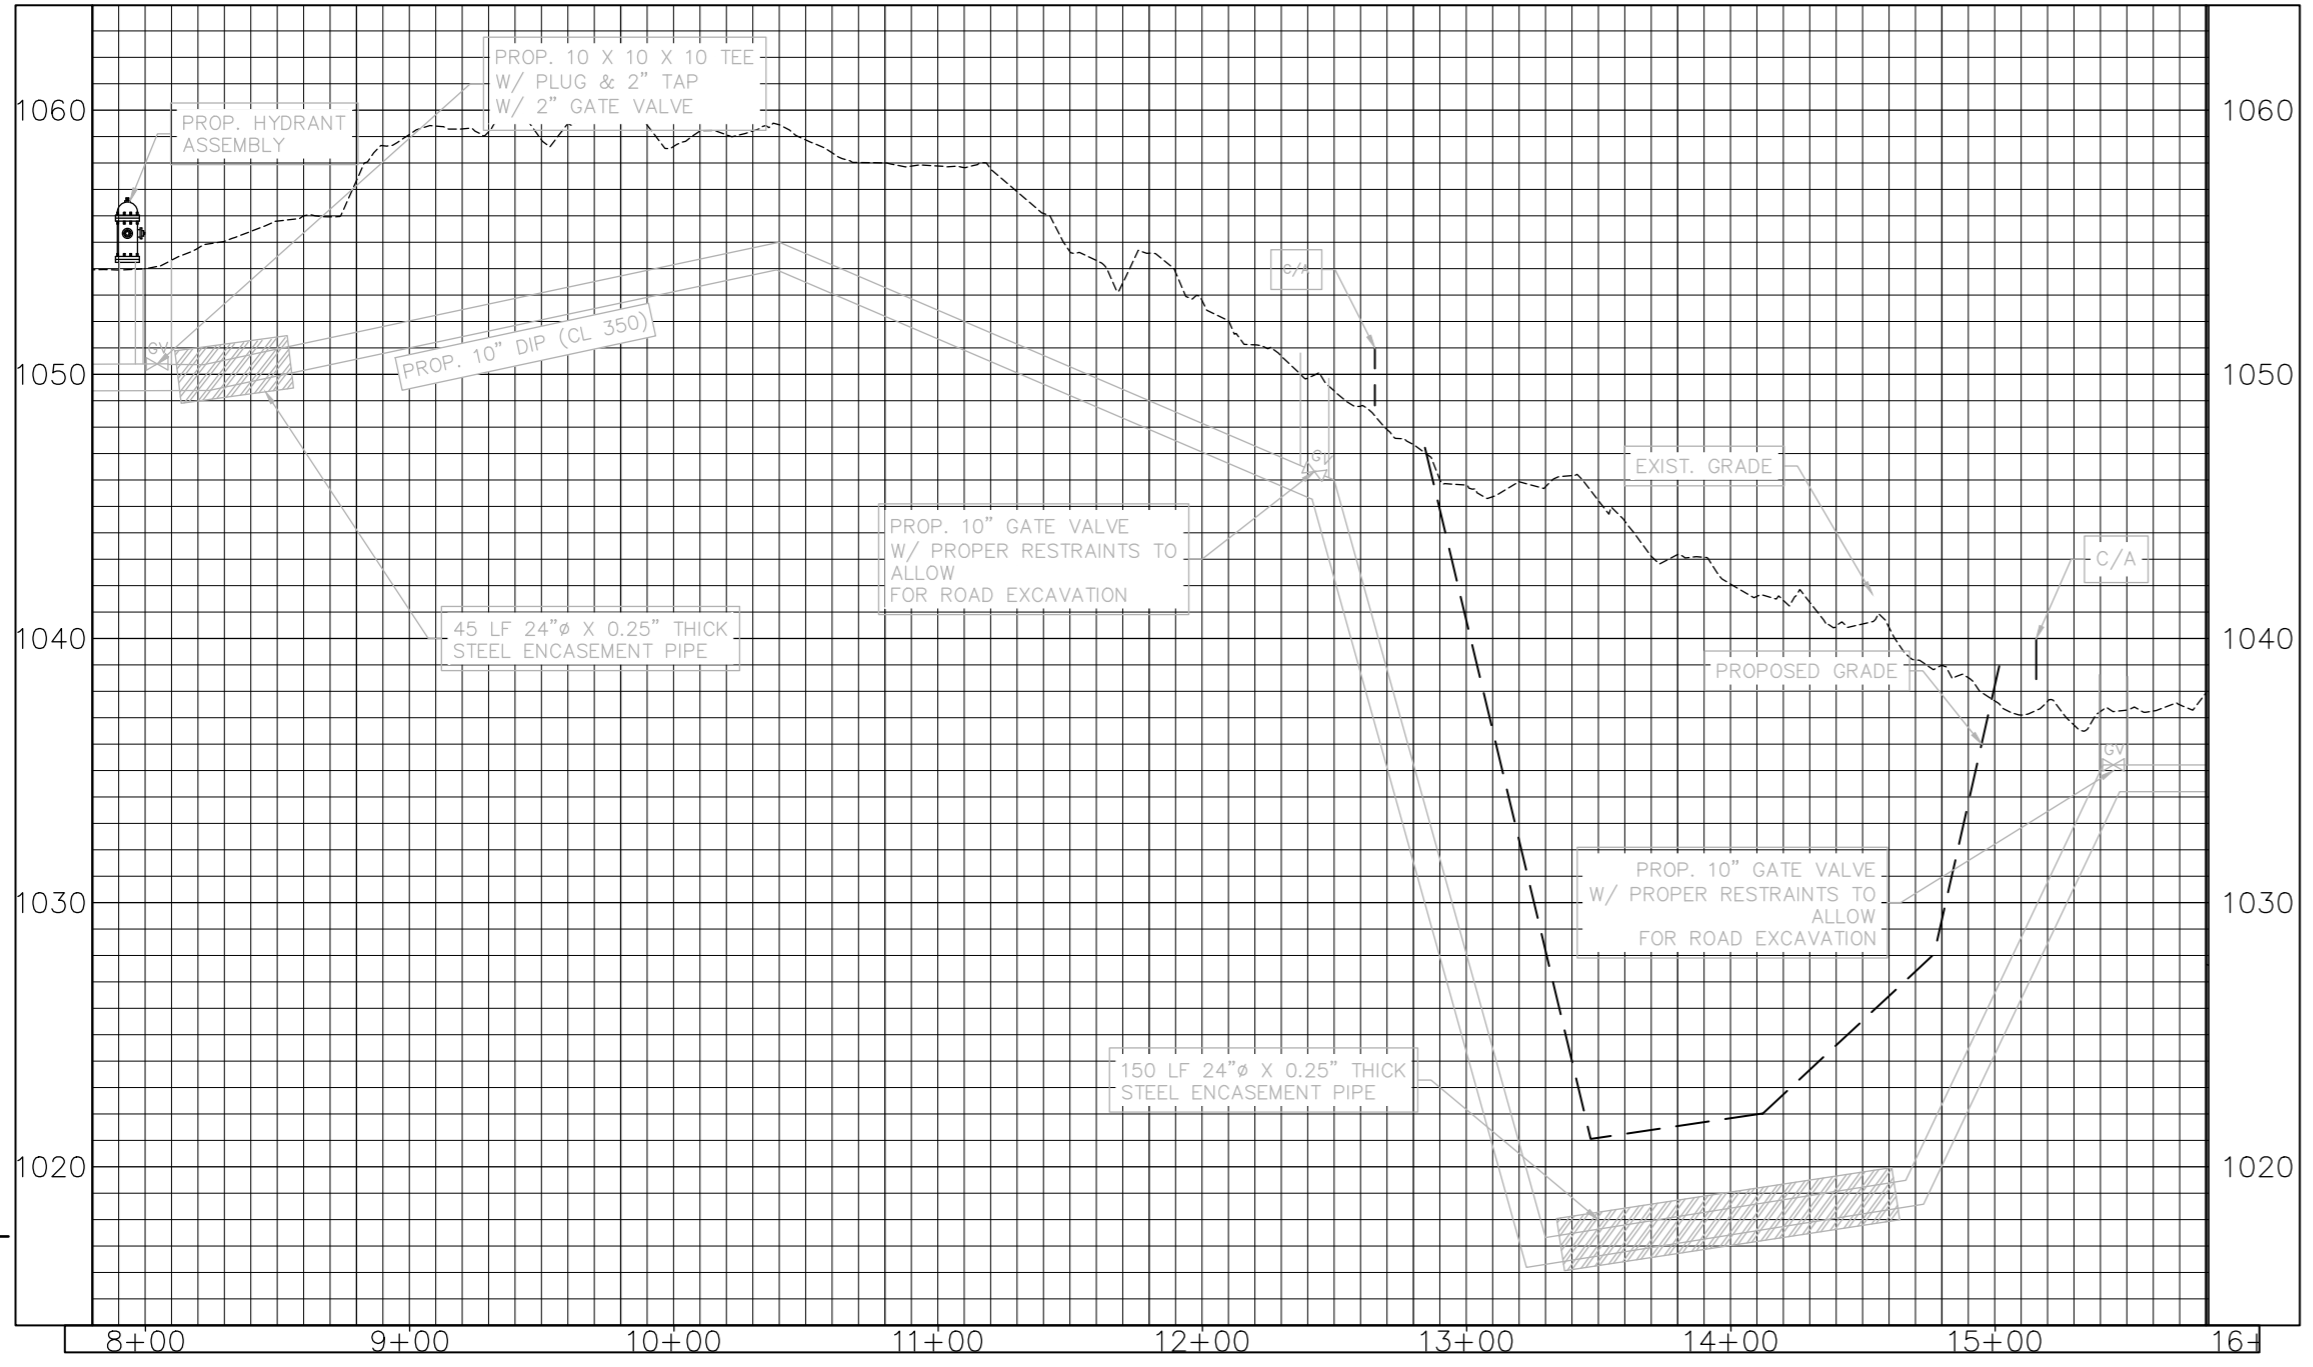 PROP. 10 X 10 X 10 TEE
W/ PLUG & 2" TAP
W/ 2" GATE VALVE
1060
1060
PROP. HYDRANT
ASSEMBLY
C/A
PROP. 10" DIP (CL 350)
GV
1050
1050
GV
EXIST. GRADE
PROP. 10" GATE VALVE
W/ PROPER RESTRAINTS TO
ALLOW
FOR ROAD EXCAVATION
C/A
45 LF 24"ø X 0.25" THICK
STEEL ENCASEMENT PIPE
1040
1040
PROPOSED GRADE
GV
PROP. 10" GATE VALVE
W/ PROPER RESTRAINTS TO
ALLOW
FOR ROAD EXCAVATION
1030
1030
150 LF 24"ø X 0.25" THICK
STEEL ENCASEMENT PIPE
1020
1020
8+00 9+00 10+00 11+00 12+00 13+00 14+00 15+00 16+